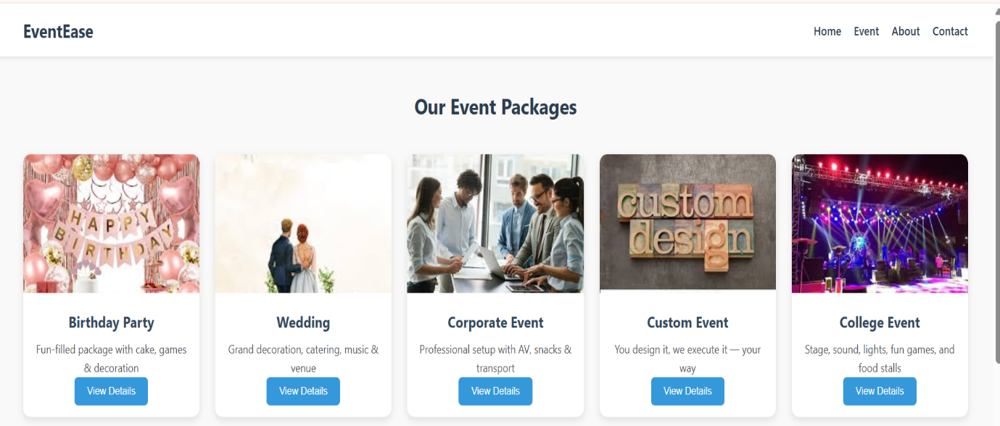 EventEase
Home Event About Contact
Our Event Packages
HAPPY
BIRTHDAY
custom
design
Birthday Party
Fun-filled package with cake, games
& decoration
View Details
Wedding
Grand decoration, catering, music &
venue
View Details
Corporate Event
Professional setup with AV, snacks &
transport
View Details
Custom Event
You design it, we execute it — your
way
View Details
College Event
Stage, sound, lights, fun games, and
food stalls
View Details